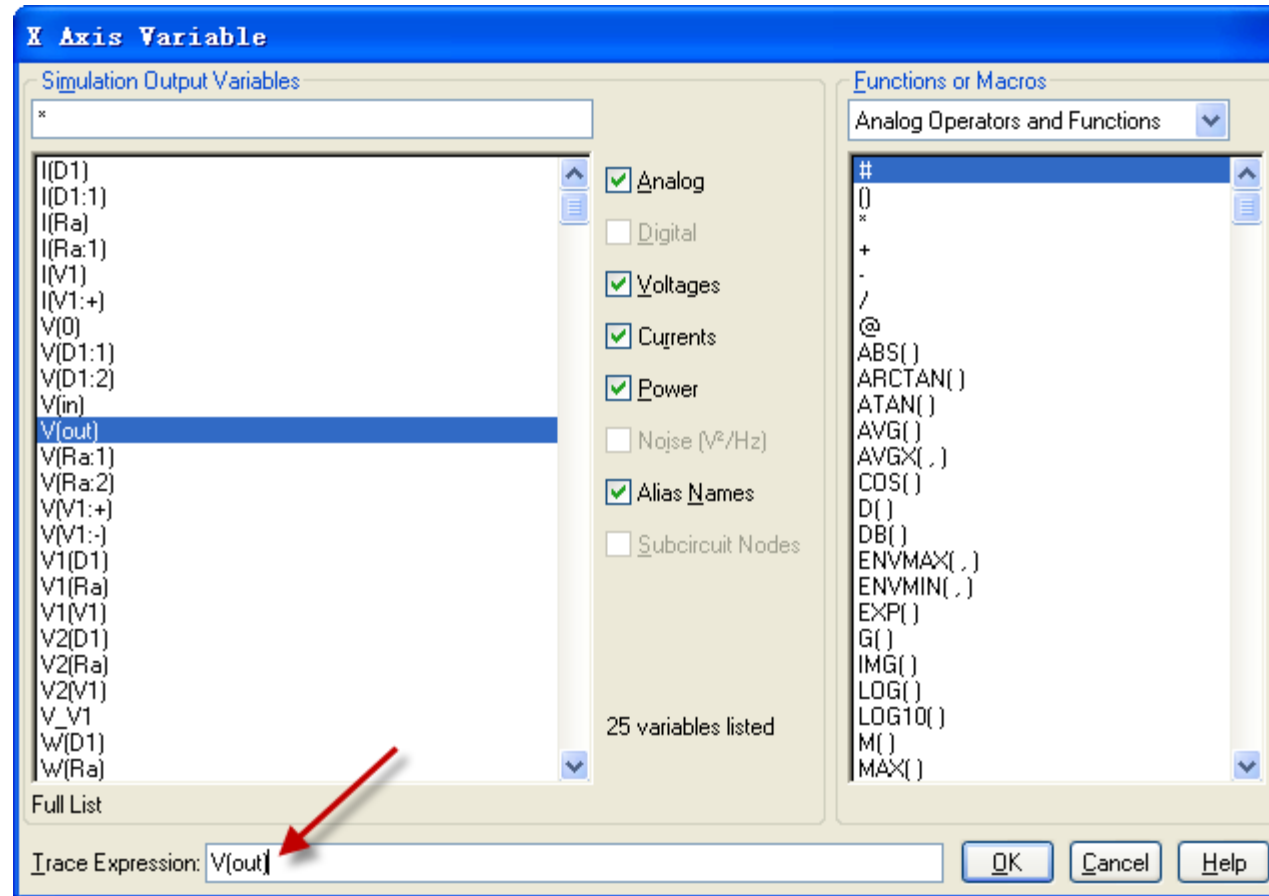 X Axis Variable
Simulation Output Variables
*
I(D1)
I(D1:1)
I(Ra)
I(Ra:1)
I(V1)
I(V1:+)
V(0)
V(D1:1)
V(D1:2)
V(in)
V(out)
V(Ra:1)
V(Ra:2)
V(V1:+)
V(V1:-)
V1(D1)
V1(Ra)
V1(V1)
V2(D1)
V2(Ra)
V2(V1)
V_V1
W(D1)
W(Ra)
Full List
Analog
Digital
Voltages
Currents
Power
Noise (V²/Hz)
Alias Names
Subcircuit Nodes
25 variables listed
Functions or Macros
Analog Operators and Functions
#
()
*
+
-
/
@
ABS( )
ARCTAN( )
ATAN( )
AVG( )
AVGX( , )
COS( )
D( )
DB( )
ENVMAX( , )
ENVMIN( , )
EXP( )
G( )
IMG( )
LOG( )
LOG10( )
M( )
MAX( )
Trace Expression: V(out)
OK
Cancel
Help